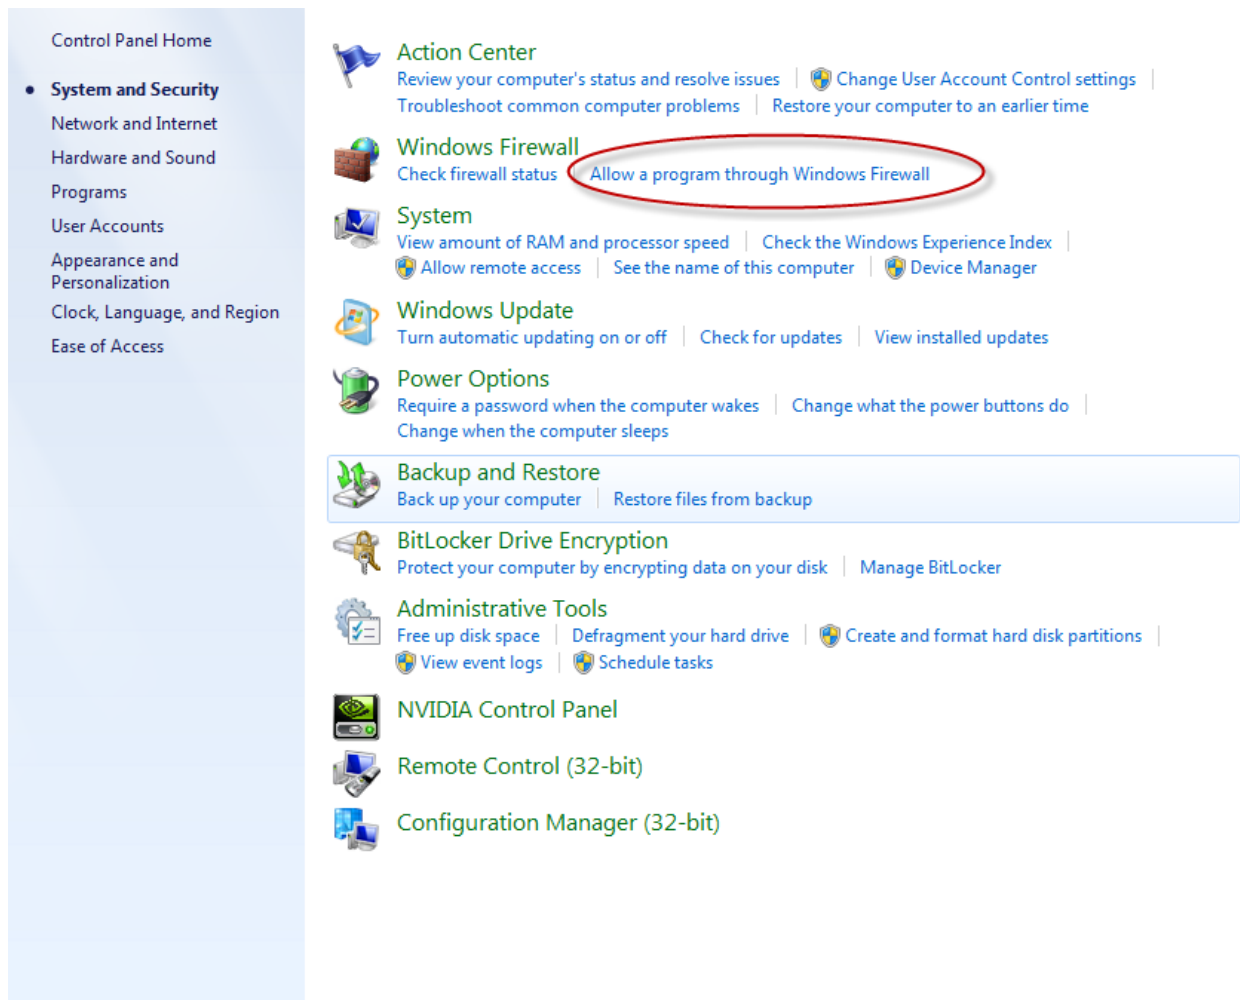 Control Panel Home
System and Security
Network and Internet
Hardware and Sound
Programs
User Accounts
Appearance and
Personalization
Clock, Language, and Region
Ease of Access
Action Center
Review your computer's status and resolve issues
Change User Account Control settings
Troubleshoot common computer problems
Restore your computer to an earlier time
Windows Firewall
Check firewall status
Allow a program through Windows Firewall
System
View amount of RAM and processor speed
Check the Windows Experience Index
Allow remote access
See the name of this computer
Device Manager
Windows Update
Turn automatic updating on or off
Check for updates
View installed updates
Power Options
Require a password when the computer wakes
Change what the power buttons do
Change when the computer sleeps
Backup and Restore
Back up your computer
Restore files from backup
BitLocker Drive Encryption
Protect your computer by encrypting data on your disk
Manage BitLocker
Administrative Tools
Free up disk space
Defragment your hard drive
Create and format hard disk partitions
View event logs
Schedule tasks
NVIDIA Control Panel
Remote Control (32-bit)
Configuration Manager (32-bit)